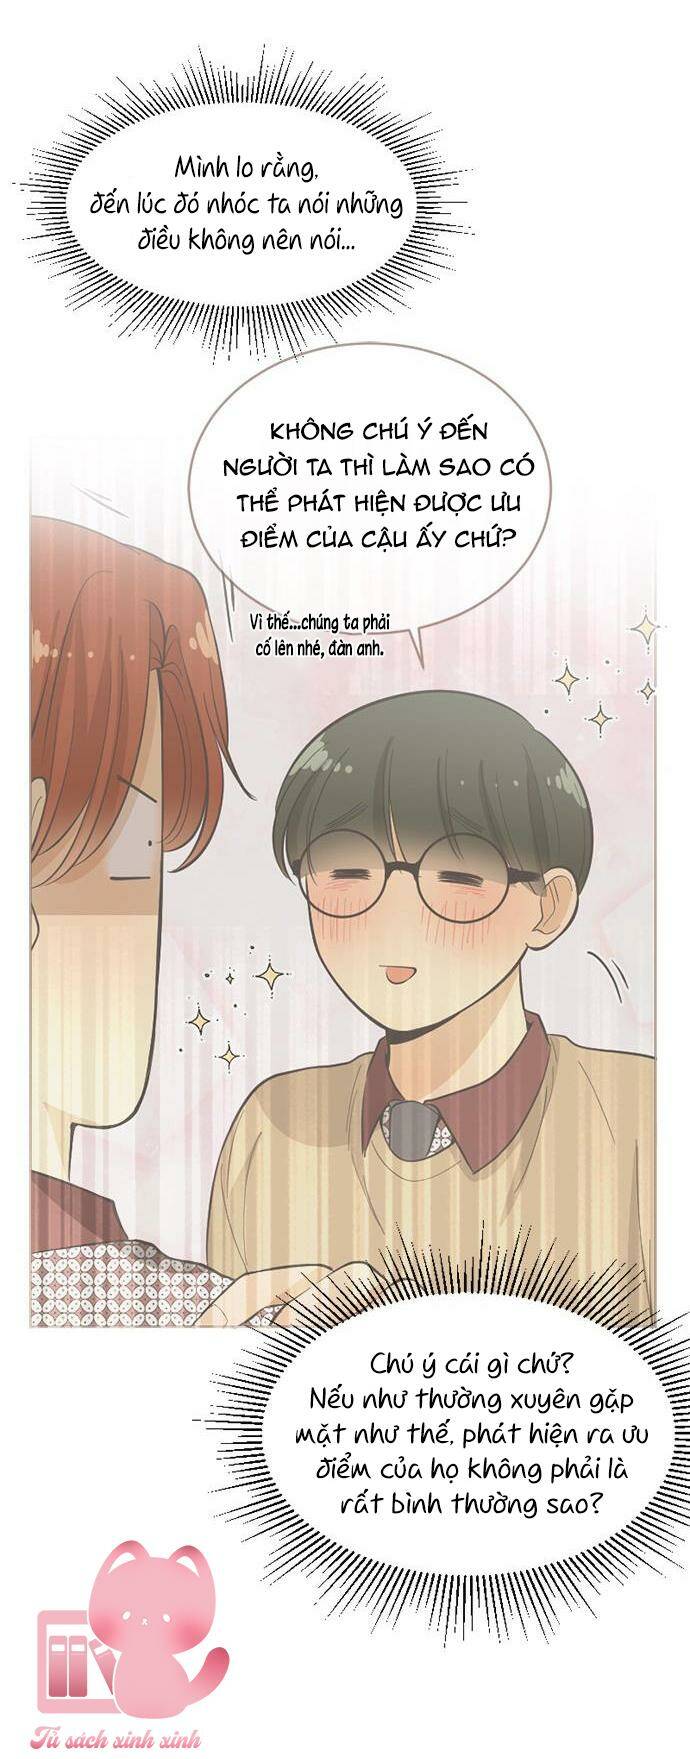 Mình lo rằng,
đến lúc đó nhóc ta nói những
điều không nên nói...
KHÔNG CHÚ Ý ĐẾN
NGƯỜI TA THÌ LÀM SAO CÓ
THỂ PHÁT HIỆN ĐƯỢC ƯU
ĐIỂM CỦA CẬU ẤY CHỨ?
Vì thế...chúng ta phải
cố lên nhé, đàn anh.
Chú ý cái gì chứ?
Nếu như thường xuyên gặp
mặt như thế, phát hiện ra ưu
điểm của họ không phải là
rất bình thường sao?
Tủ sách xinh xinh